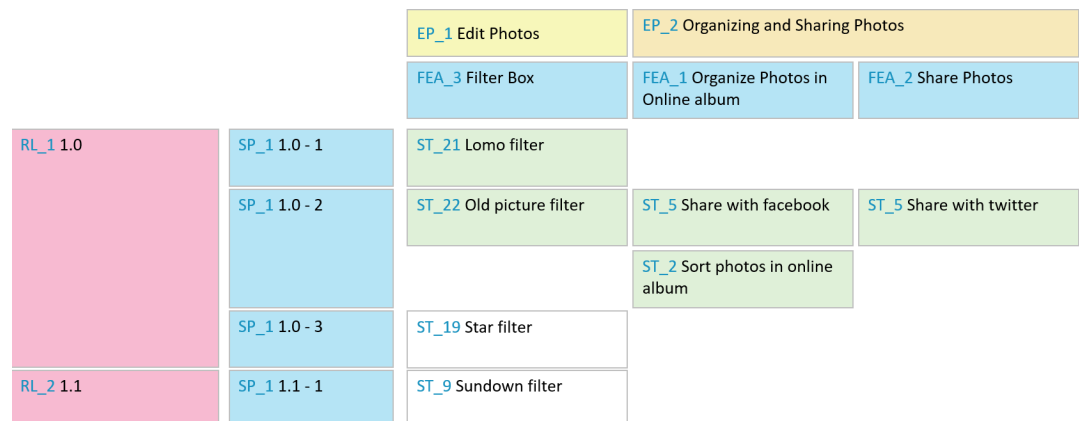 EP_1 Edit Photos
EP_2 Organizing and Sharing Photos
FEA_3 Filter Box
FEA_1 Organize Photos in
Online album
FEA_2 Share Photos
RL_1 1.0
SP_1 1.0 - 1
ST_21 Lomo filter
SP_1 1.0 - 2
ST_22 Old picture filter
ST_5 Share with facebook
ST_5 Share with twitter
ST_2 Sort photos in online
album
SP_1 1.0 - 3
ST_19 Star filter
RL_2 1.1
SP_1 1.1 - 1
ST_9 Sundown filter